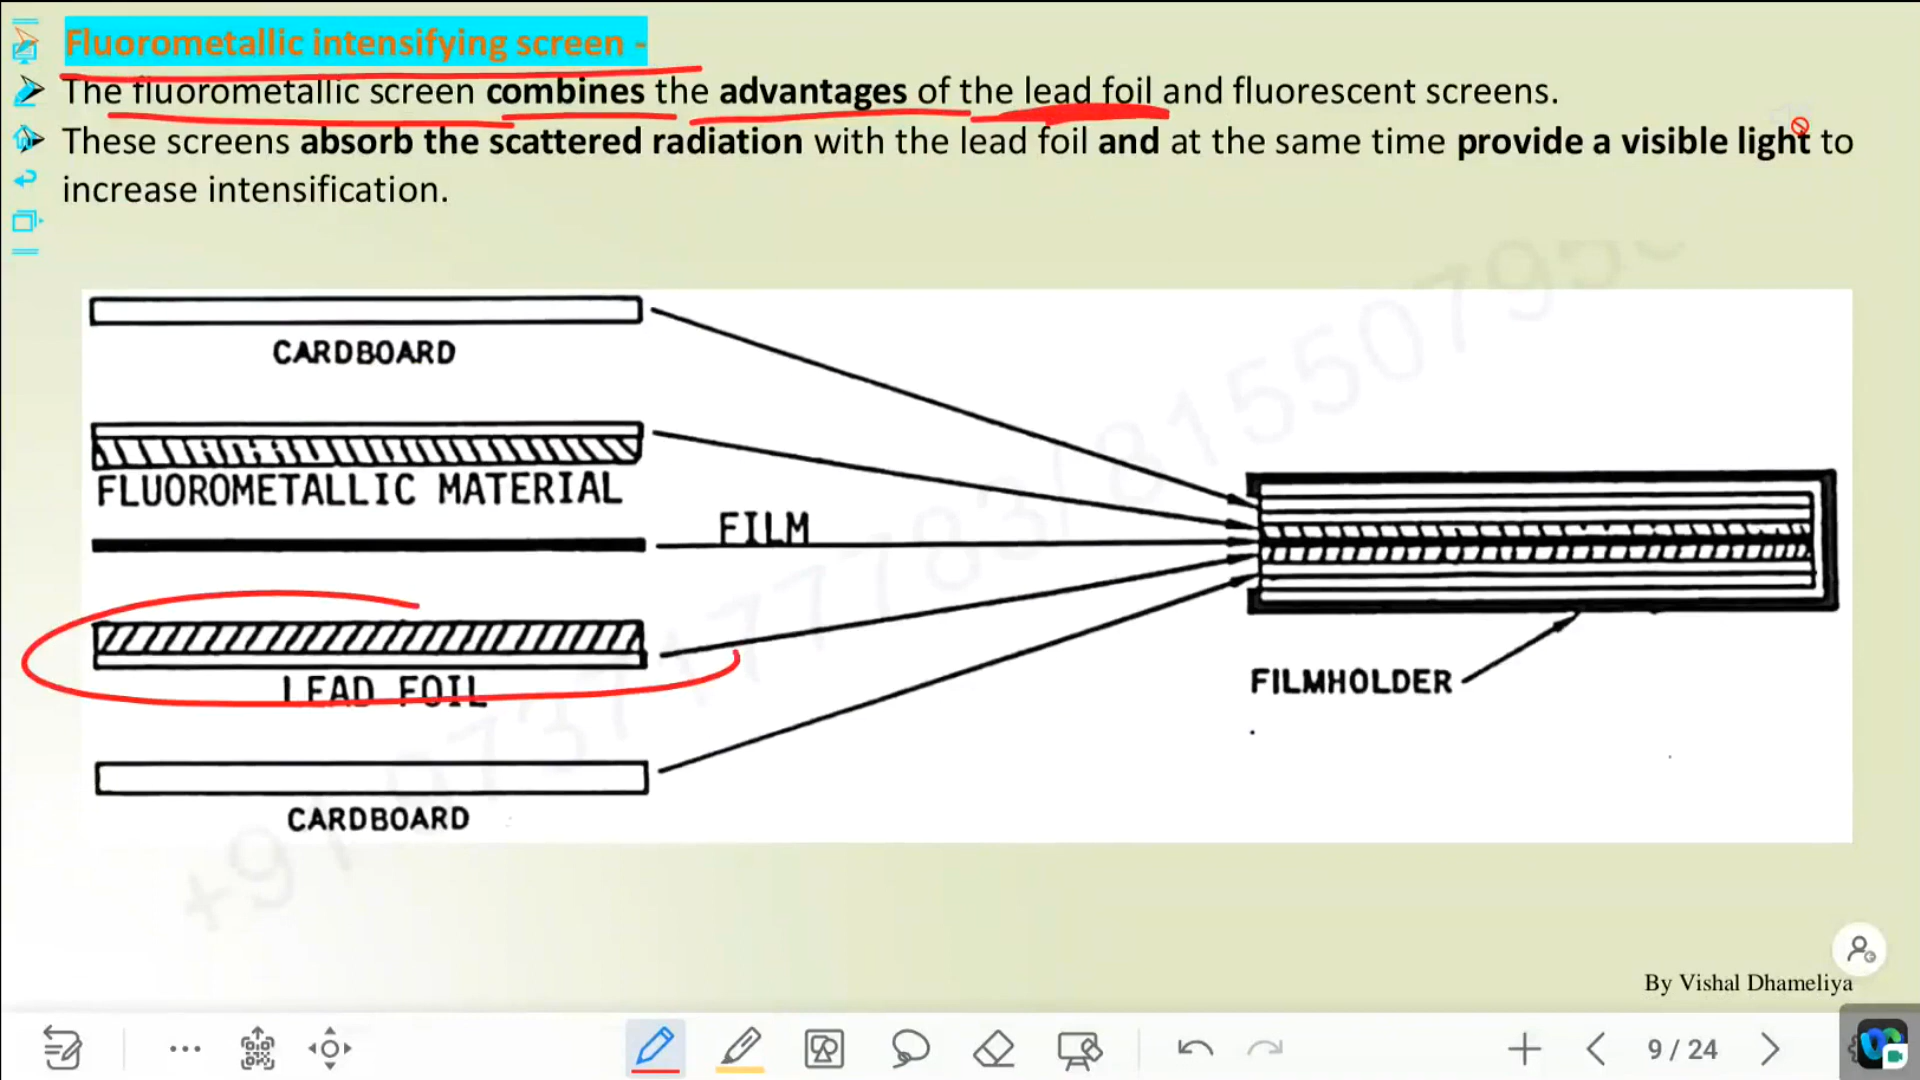 Fluorometallic intensifying screen -
The fluorometallic screen combines the advantages of the lead foil and fluorescent screens.
These screens absorb the scattered radiation with the lead foil and at the same time provide a visible light to
increase intensification.
CARDBOARD
FLUOROMETALLIC MATERIAL
FILM
LEAD FOIL
FILMHOLDER
CARDBOARD
By Vishal Dhameliya
9 / 24